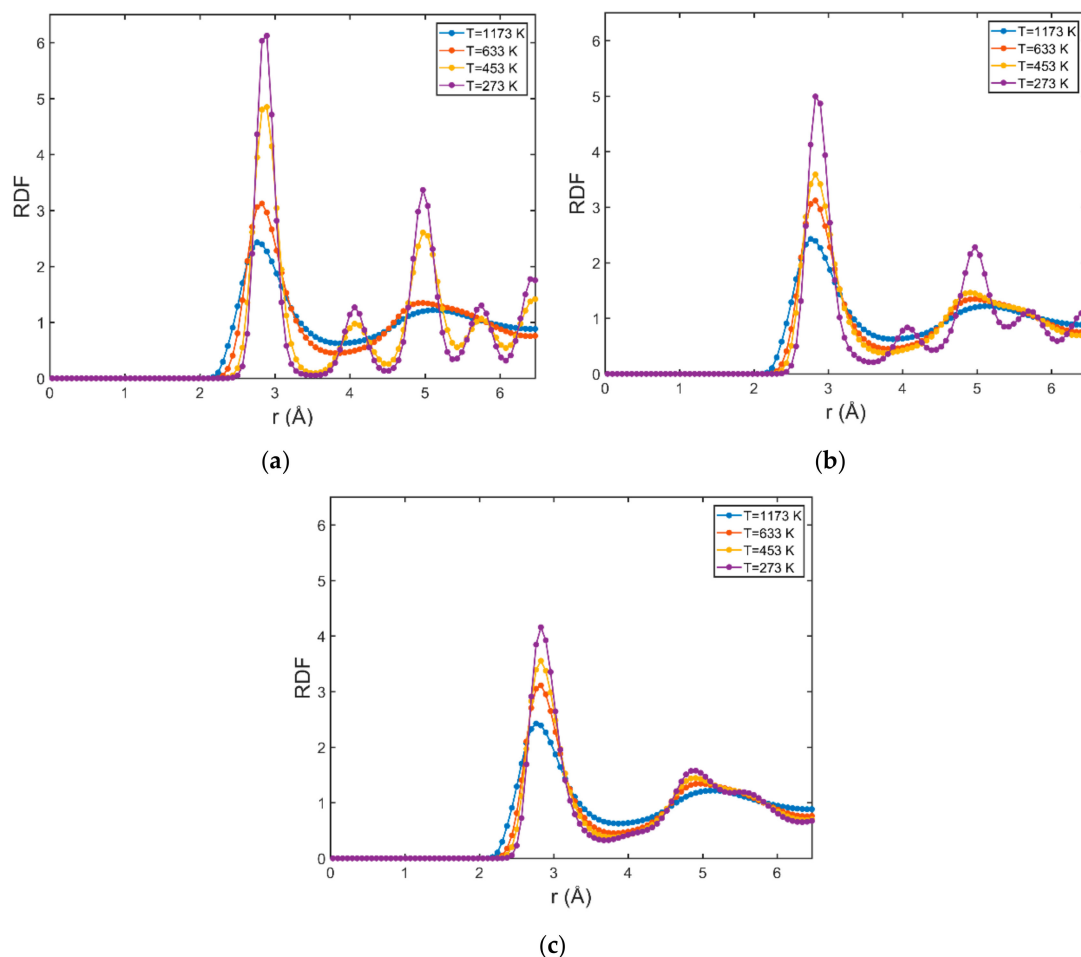 RDF
6
5
4
3
2
1
0
T=1173 K
T=633 K
T=453 K
T=273 K
0 1 2 3 4 5 6
r (Å)
(a)
RDF
6
5
4
3
2
1
0
T=1173 K
T=633 K
T=453 K
T=273 K
0 1 2 3 4 5 6
r (Å)
(b)
RDF
6
5
4
3
2
1
0
T=1173 K
T=633 K
T=453 K
T=273 K
0 1 2 3 4 5 6
r (Å)
(c)